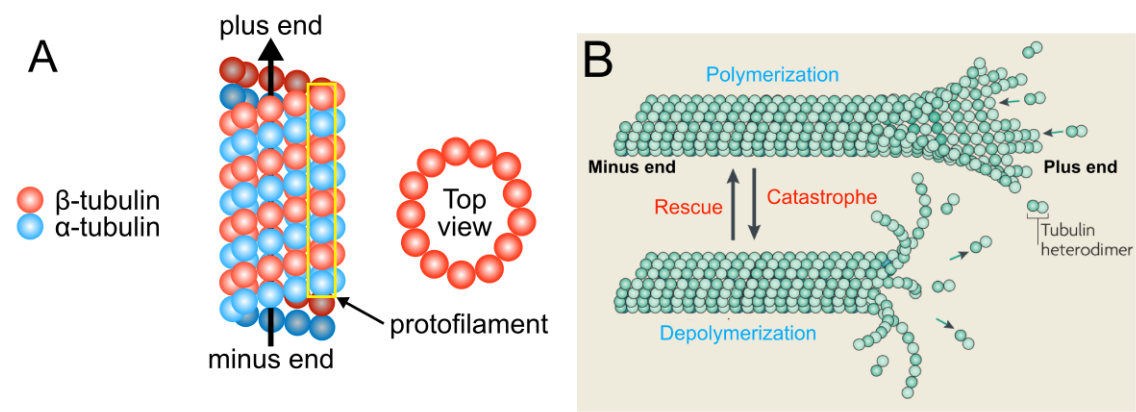 A
plus end
β-tubulin
α-tubulin
Top
view
protofilament
minus end
B
Polymerization
Minus end
Plus end
Rescue
Catastrophe
Tubulin
heterodimer
Depolymerization